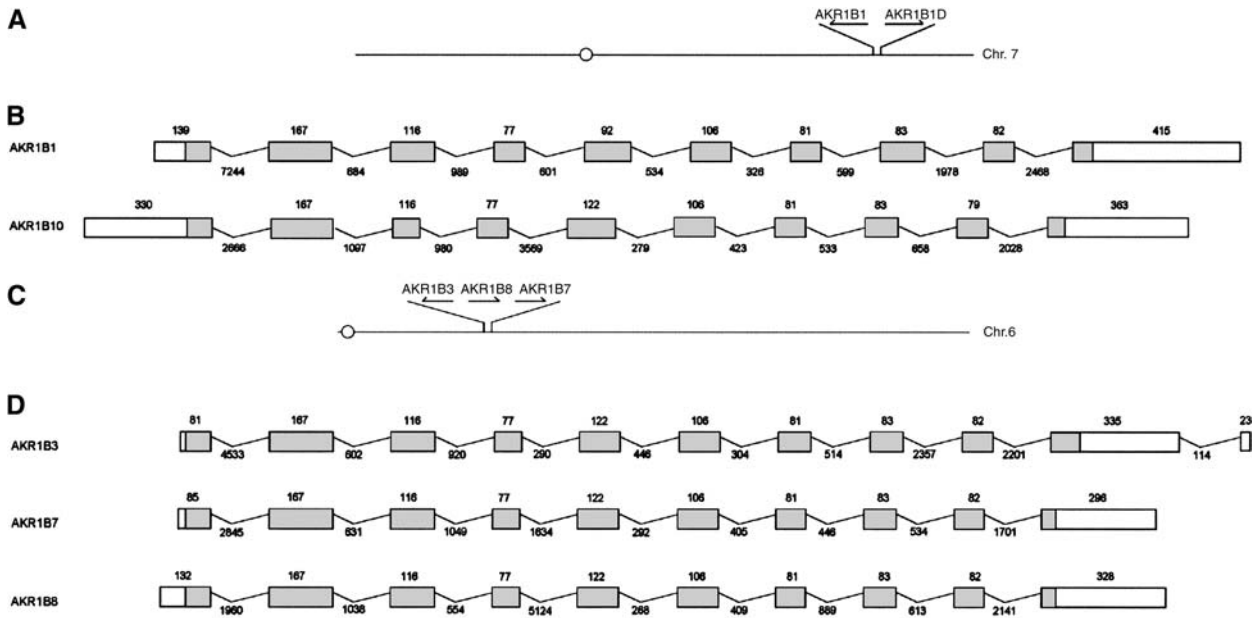 A
AKR1B1 AKR1B1D
Chr. 7
B
139 167 116 77 92 106 81 83 82 415
AKR1B1
7244 684 989 601 534 326 599 1978 2468
330 167 116 77 122 106 81 83 79 363
AKR1B10
2666 1097 980 3569 279 423 533 658 2028
C
AKR1B3 AKR1B8 AKR1B7
Chr.6
D
81 167 116 77 122 106 81 83 82 335 23
AKR1B3
4533 602 920 290 446 304 514 2357 2201 114
85 167 116 77 122 106 81 83 82 296
AKR1B7
2845 631 1049 1634 292 405 446 534 1701
132 167 116 77 122 106 81 83 82 328
AKR1B8
1960 1038 554 5124 268 409 889 613 2141